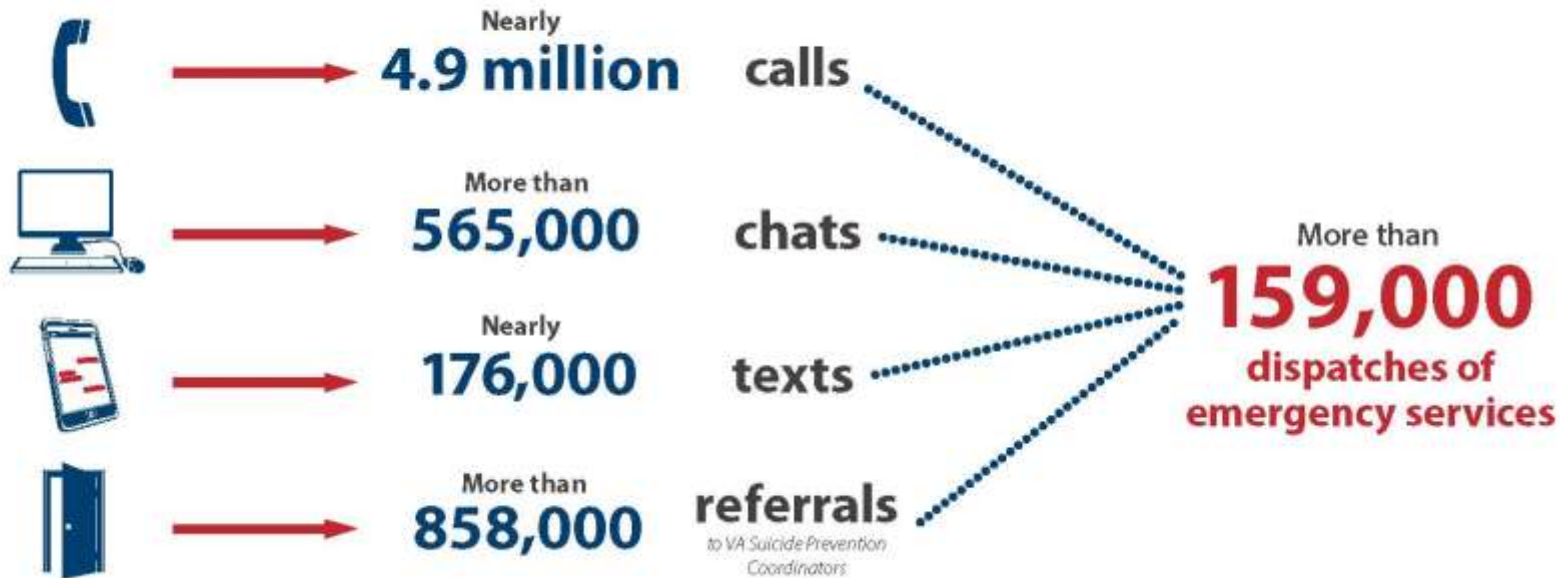 Nearly
4.9 million calls
More than
565,000 chats
Nearly
176,000 texts
More than
858,000 referrals
to VA Suicide Prevention
Coordinators
More than
159,000
dispatches of
emergency services